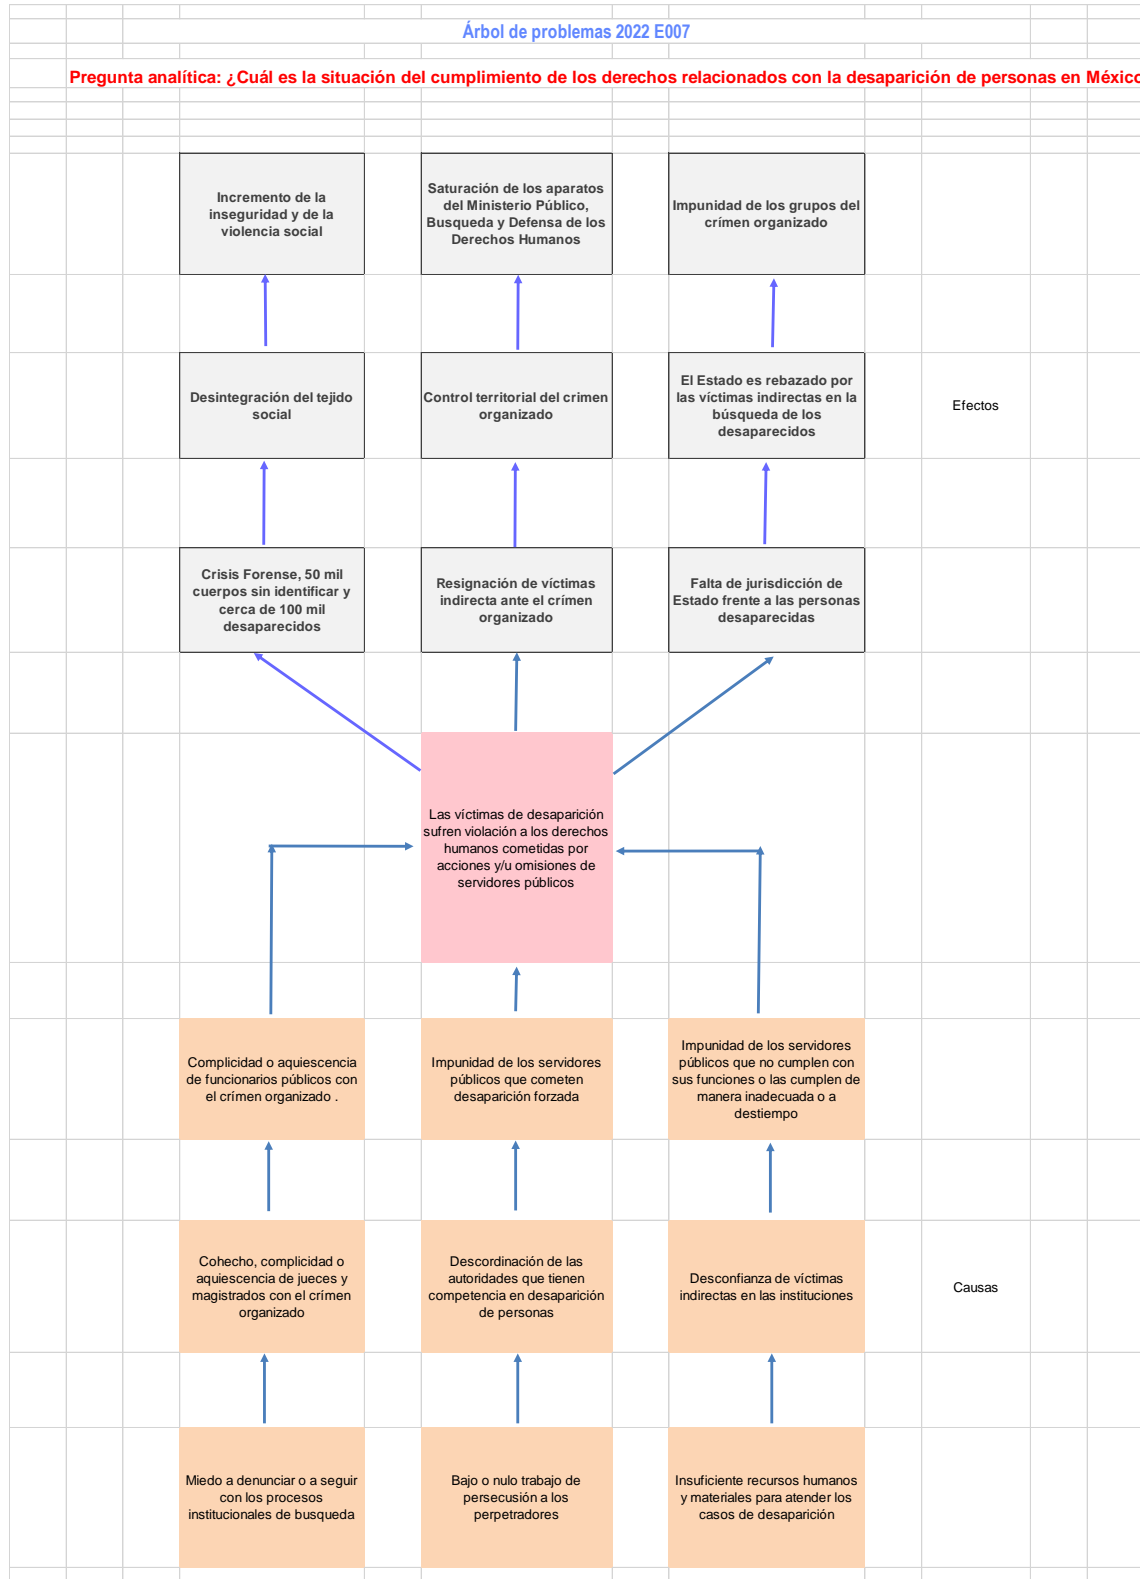 Árbol de problemas 2022 E007
Pregunta analítica: ¿Cuál es la situación del cumplimiento de los derechos relacionados con la desaparición de personas en México
Incremento de la
inseguridad y de la
violencia social
Saturación de los aparatos
del Ministerio Público,
Busqueda y Defensa de los
Derechos Humanos
Impunidad de los grupos del
crímen organizado
Desintegración del tejido
social
Control territorial del crimen
organizado
El Estado es rebazado por
las víctimas indirectas en la
búsqueda de los
desaparecidos
Efectos
Crisis Forense, 50 mil
cuerpos sin identificar y
cerca de 100 mil
desaparecidos
Resignación de víctimas
indirecta ante el crímen
organizado
Falta de jurisdicción de
Estado frente a las personas
desaparecidas
Las víctimas de desaparición
sufren violación a los derechos
humanos cometidas por
acciones y/u omisiones de
servidores públicos
Complicidad o aquiescencia
de funcionarios públicos con
el crímen organizado .
Impunidad de los servidores
públicos que cometen
desaparición forzada
Impunidad de los servidores
públicos que no cumplen con
sus funciones o las cumplen de
manera inadecuada o a
destiempo
Cohecho, complicidad o
aquiescencia de jueces y
magistrados con el crímen
organizado
Descordinación de las
autoridades que tienen
competencia en desaparición
de personas
Desconfianza de víctimas
indirectas en las instituciones
Causas
Miedo a denunciar o a seguir
con los procesos
institucionales de busqueda
Bajo o nulo trabajo de
persecusión a los
perpetradores
Insuficiente recursos humanos
y materiales para atender los
casos de desaparición